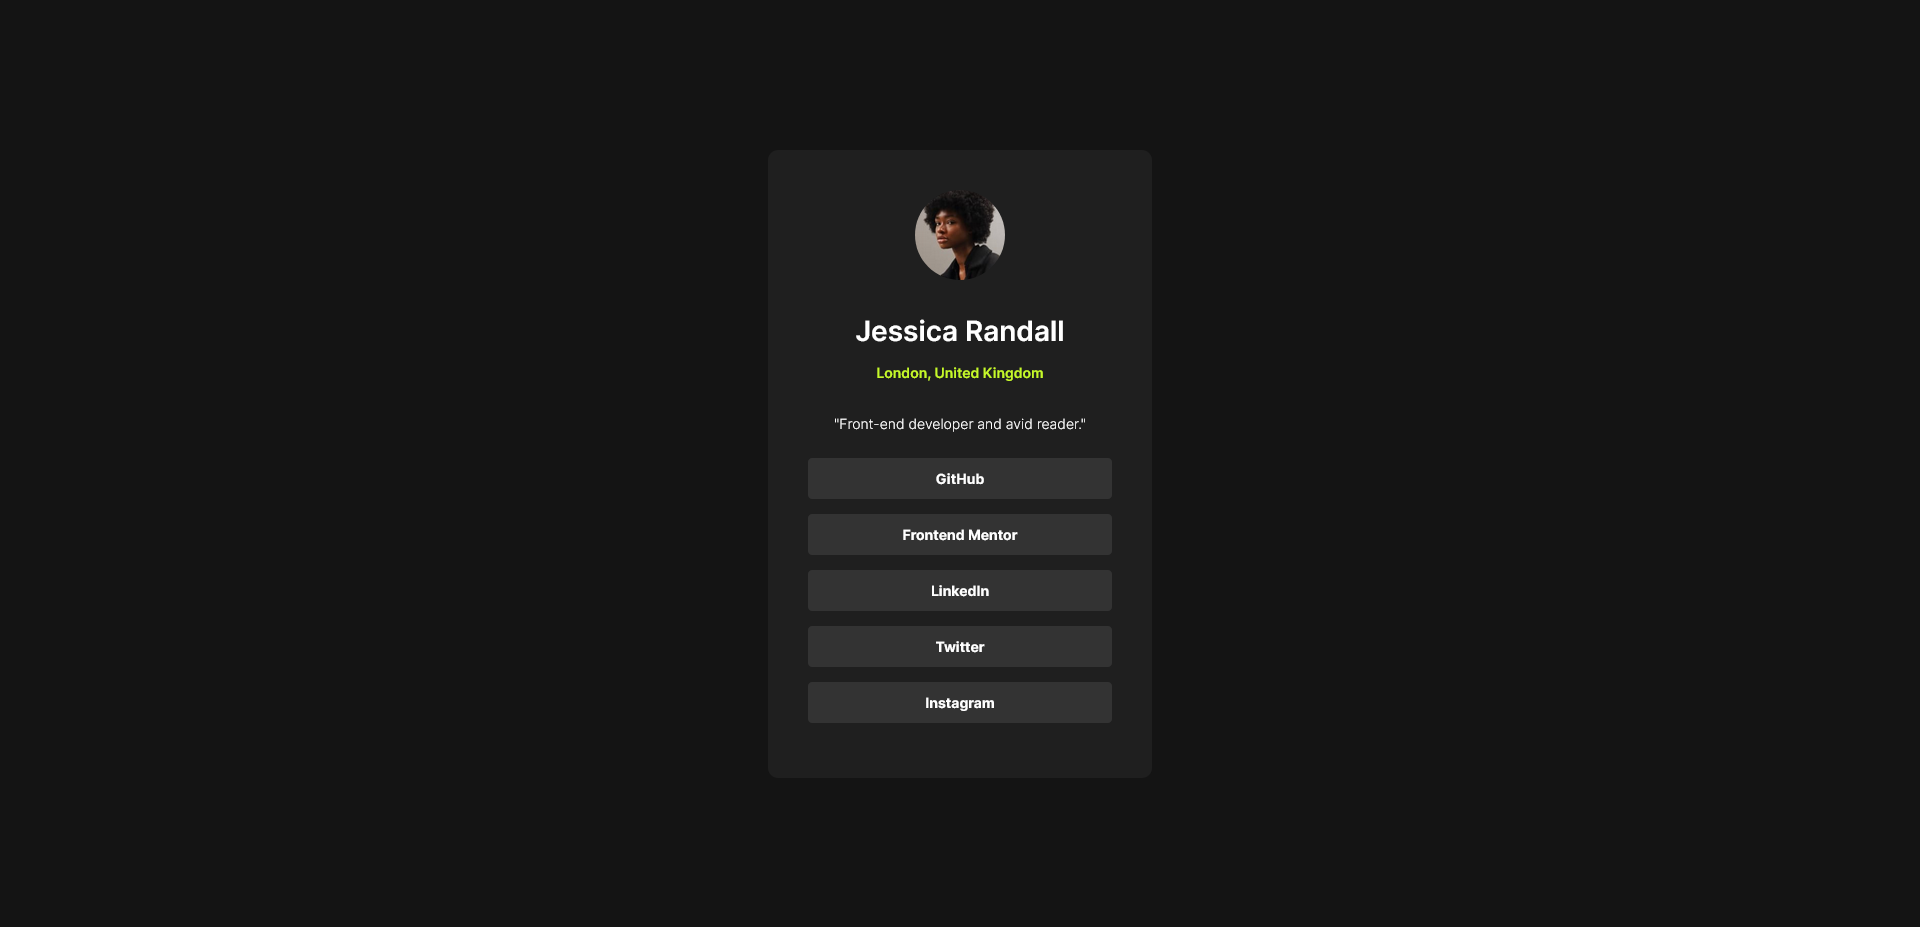 Jessica Randall
London, United Kingdom
"Front-end developer and avid reader."
GitHub
Frontend Mentor
LinkedIn
Twitter
Instagram